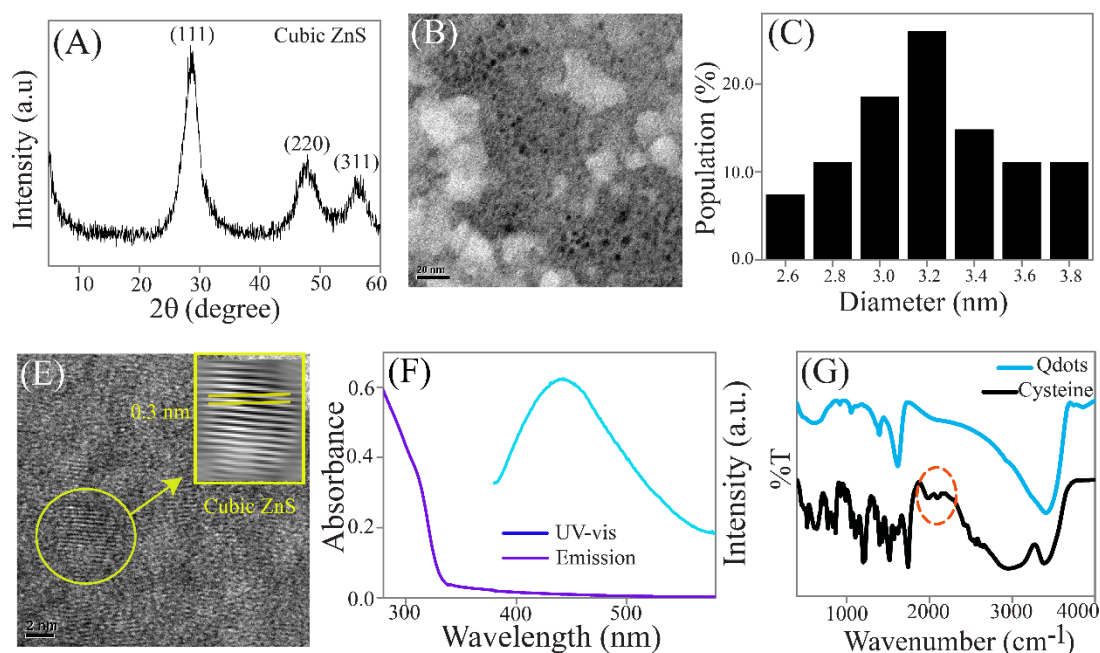 (A)
(111)
Cubic ZnS
(220)
(311)
Intensity (a.u)
10 20 30 40 50 60
2θ (degree)
(B)
20 nm
(C)
Population (%)
20.0
10.0
0.0
2.6 2.8 3.0 3.2 3.4 3.6 3.8
Diameter (nm)
(E)
0.3 nm
Cubic ZnS
2 nm
(F)
Absorbance
0.6
0.4
0.2
0.0
UV-vis
Emission
300 400 500
Wavelength (nm)
Intensity (a.u.)
(G)
Qdots
Cysteine
%T
1000 2000 3000 4000
Wavenumber (cm⁻¹)